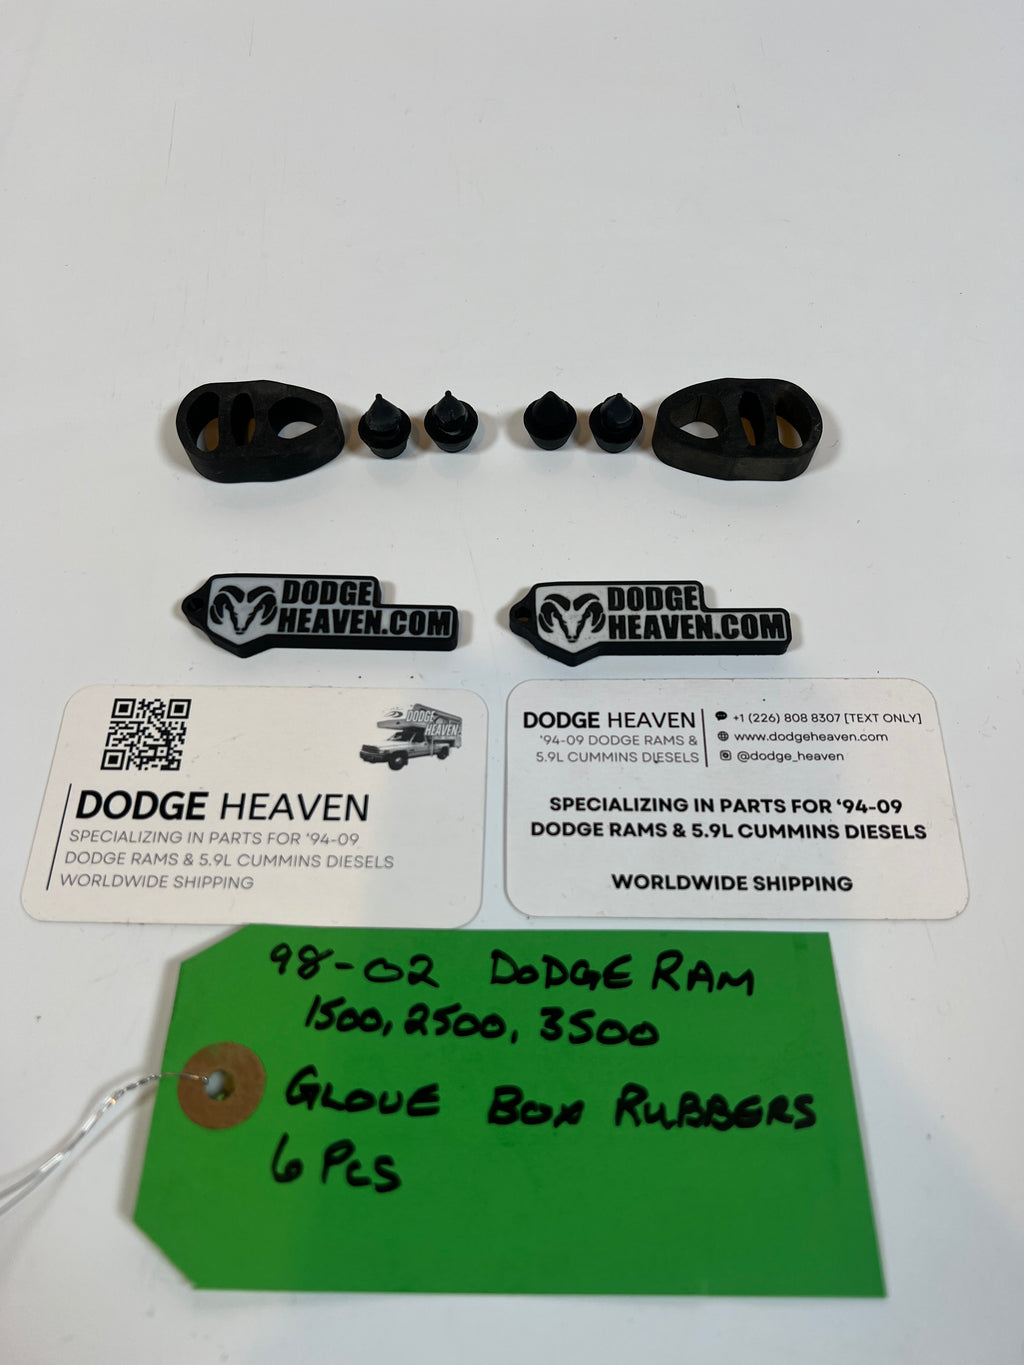 DODGE
HEAVEN.COM
DODGE
HEAVEN.COM
DODGE
HEAVEN
DODGE HEAVEN
SPECIALIZING IN PARTS FOR '94-09
DODGE RAMS & 5.9L CUMMINS DIESELS
WORLDWIDE SHIPPING
DODGE HEAVEN
'94-09 DODGE RAMS &
5.9L CUMMINS DIESELS
+1 (226) 808 8307 [TEXT ONLY]
www.dodgeheaven.com
@dodge_heaven
SPECIALIZING IN PARTS FOR '94-09
DODGE RAMS & 5.9L CUMMINS DIESELS
WORLDWIDE SHIPPING
98-02 DODGE RAM
1500, 2500, 3500
GLOVE BOX RUBBERS
6 PCS